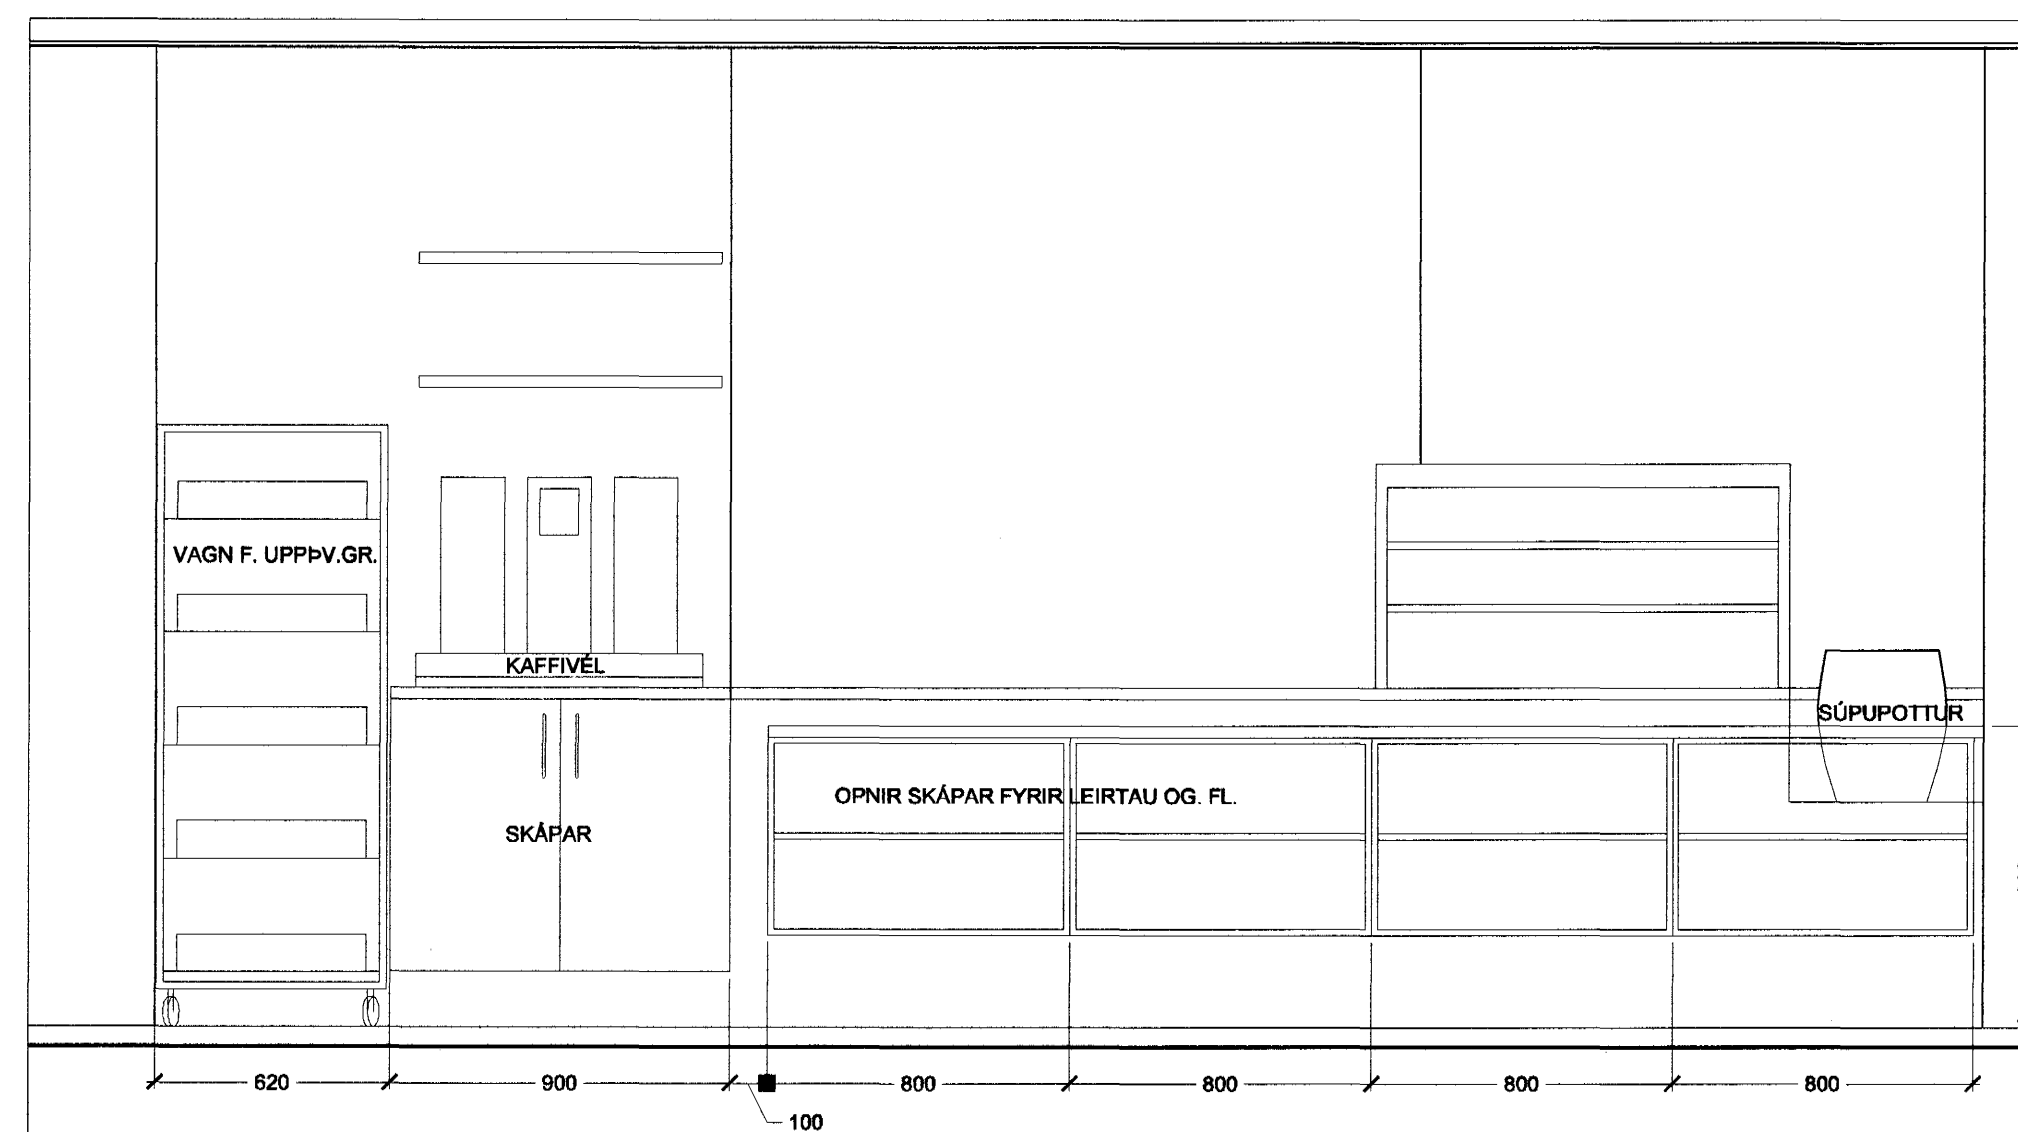 VAGN F. UPPÞV.GR.
KAFFIVÉL
SÚPUPOTTUR
OPNIR SKÁPAR FYRIR LEIRTAU OG. FL.
SKÁPAR
620
900
800
800
800
800
100